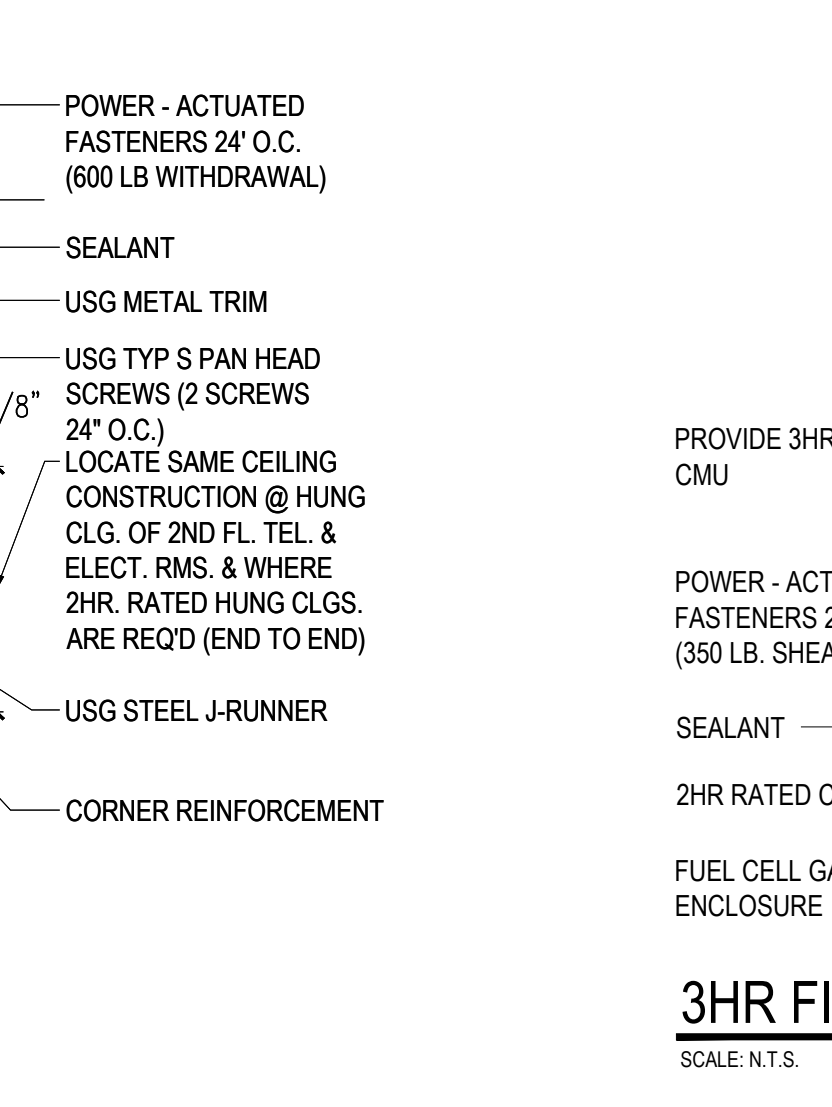 POWER - ACTUATED
FASTENERS 24' O.C.
(600 LB WITHDRAWAL)
SEALANT
USG METAL TRIM
USG TYP S PAN HEAD
SCREWS (2 SCREWS
24" O.C.)
/8"
LOCATE SAME CEILING
CONSTRUCTION @ HUNG
CLG. OF 2ND FL. TEL. &
ELECT. RMS. & WHERE
2HR. RATED HUNG CLGS.
ARE REQ'D (END TO END)
USG STEEL J-RUNNER
CORNER REINFORCEMENT
PROVIDE 3HR
CMU
POWER - ACT
FASTENERS 2
(350 LB. SHEA
SEALANT
2HR RATED C
FUEL CELL GA
ENCLOSURE
3HR FI
SCALE: N.T.S.